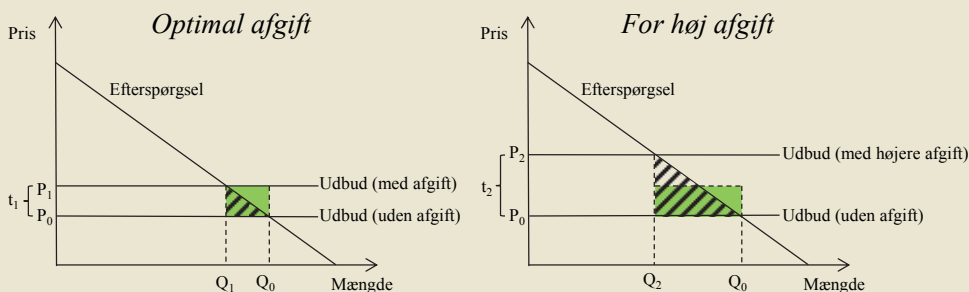 Optimal afgift
Pris
Efterspørgsel
t1
P1
P0
Udbud (med afgift)
Udbud (uden afgift)
Q1
Q0
Mængde
For høj afgift
Pris
Efterspørgsel
t2
P2
P0
Udbud (med højere afgift)
Udbud (uden afgift)
Q2
Q0
Mængde